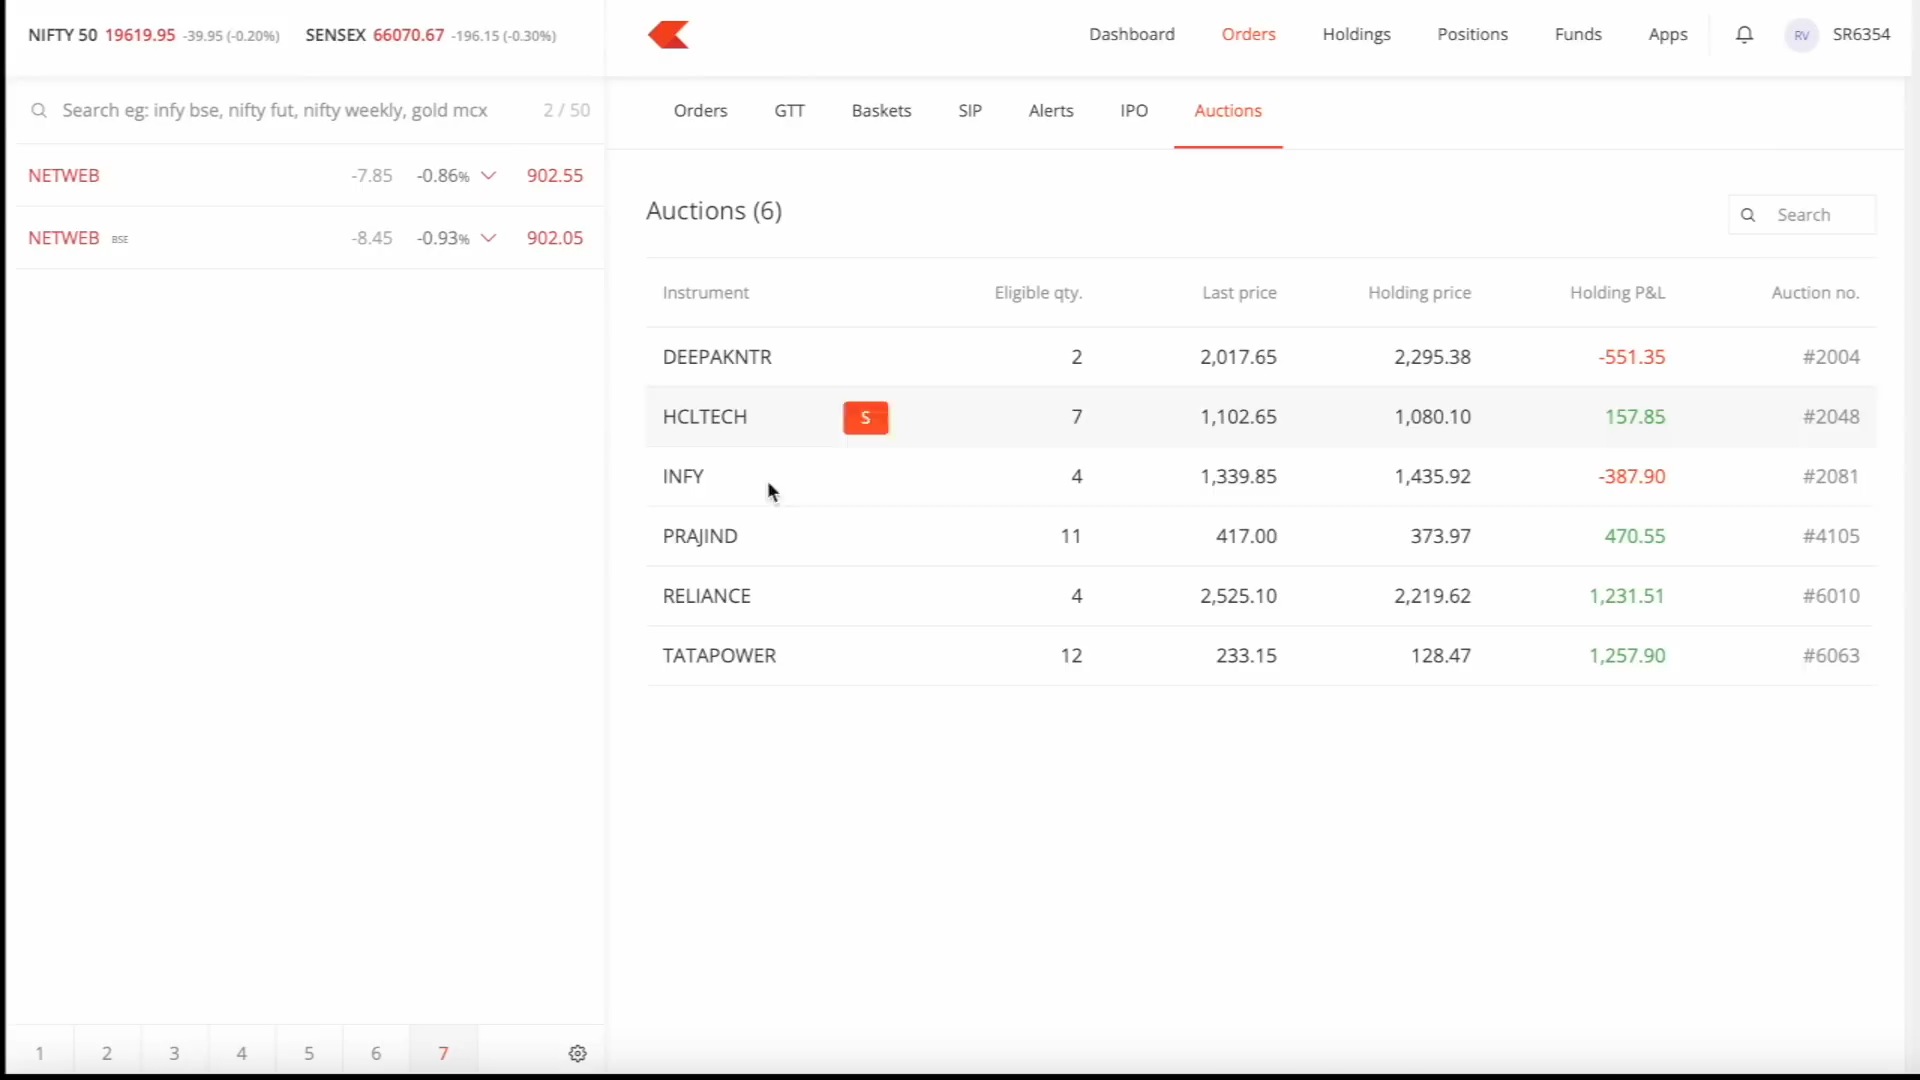 NIFTY 50 19619.95 -39.95 (-0.20%) SENSEX 66070.67 -196.15 (-0.30%)
Dashboard Orders Holdings Positions Funds Apps RV SR6354
Search eg: infy bse, nifty fut, nifty weekly, gold mcx 2 / 50
Orders GTT Baskets SIP Alerts IPO Auctions
NETWEB -7.85 -0.86% 902.55
NETWEB BSE -8.45 -0.93% 902.05
Auctions (6) Search
Instrument Eligible qty. Last price Holding price Holding P&L Auction no.
DEEPAKNTR 2 2,017.65 2,295.38 -551.35 #2004
HCLTECH S 7 1,102.65 1,080.10 157.85 #2048
INFY 4 1,339.85 1,435.92 -387.90 #2081
PRAJIND 11 417.00 373.97 470.55 #4105
RELIANCE 4 2,525.10 2,219.62 1,231.51 #6010
TATAPOWER 12 233.15 128.47 1,257.90 #6063
1 2 3 4 5 6 7